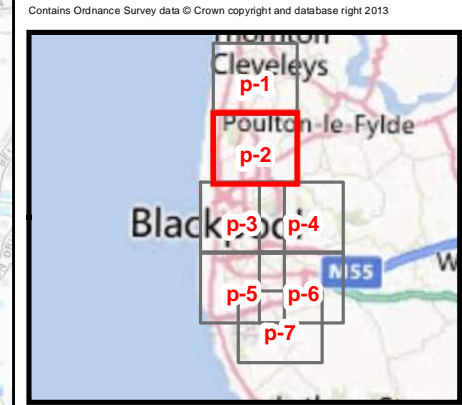 Contains Ordnance Survey data © Crown copyright and database right 2013
Thornton
Cleveleys
p-1
Poulton-le-Fylde
p-2
Blackpool
p-3
p-4
M55
W
p-5
p-6
p-7